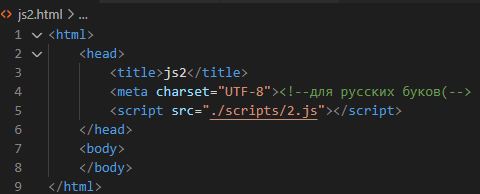 js2.html > ...
1 <html>
2 <head>
3 <title>js2</title>
4 <meta charset="UTF-8"><!--для русских буков(-->
5 <script src="./scripts/2.js"></script>
6 </head>
7 <body>
8 </body>
9 </html>